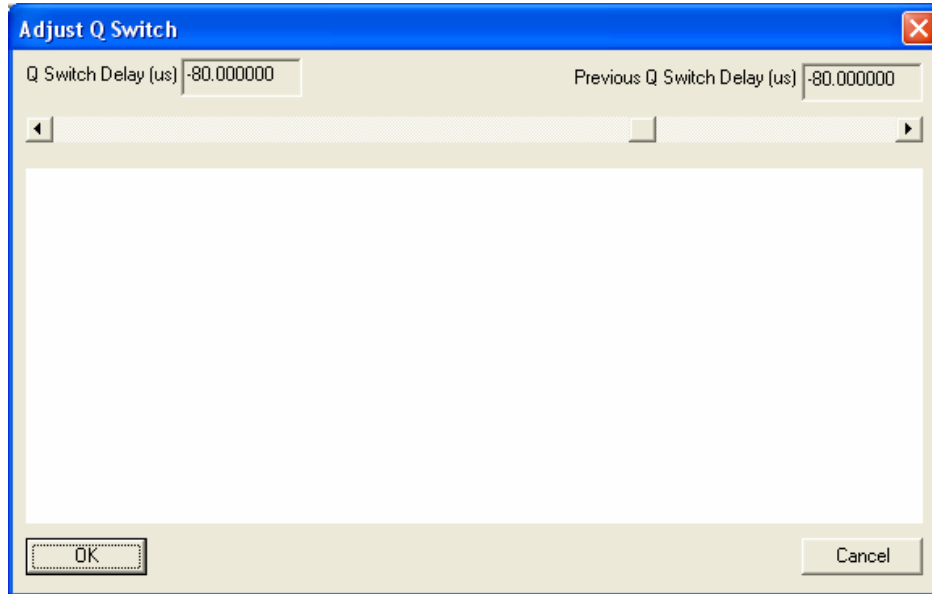 Adjust Q Switch
Q Switch Delay (us) -80.000000
Previous Q Switch Delay (us) -80.000000
OK
Cancel